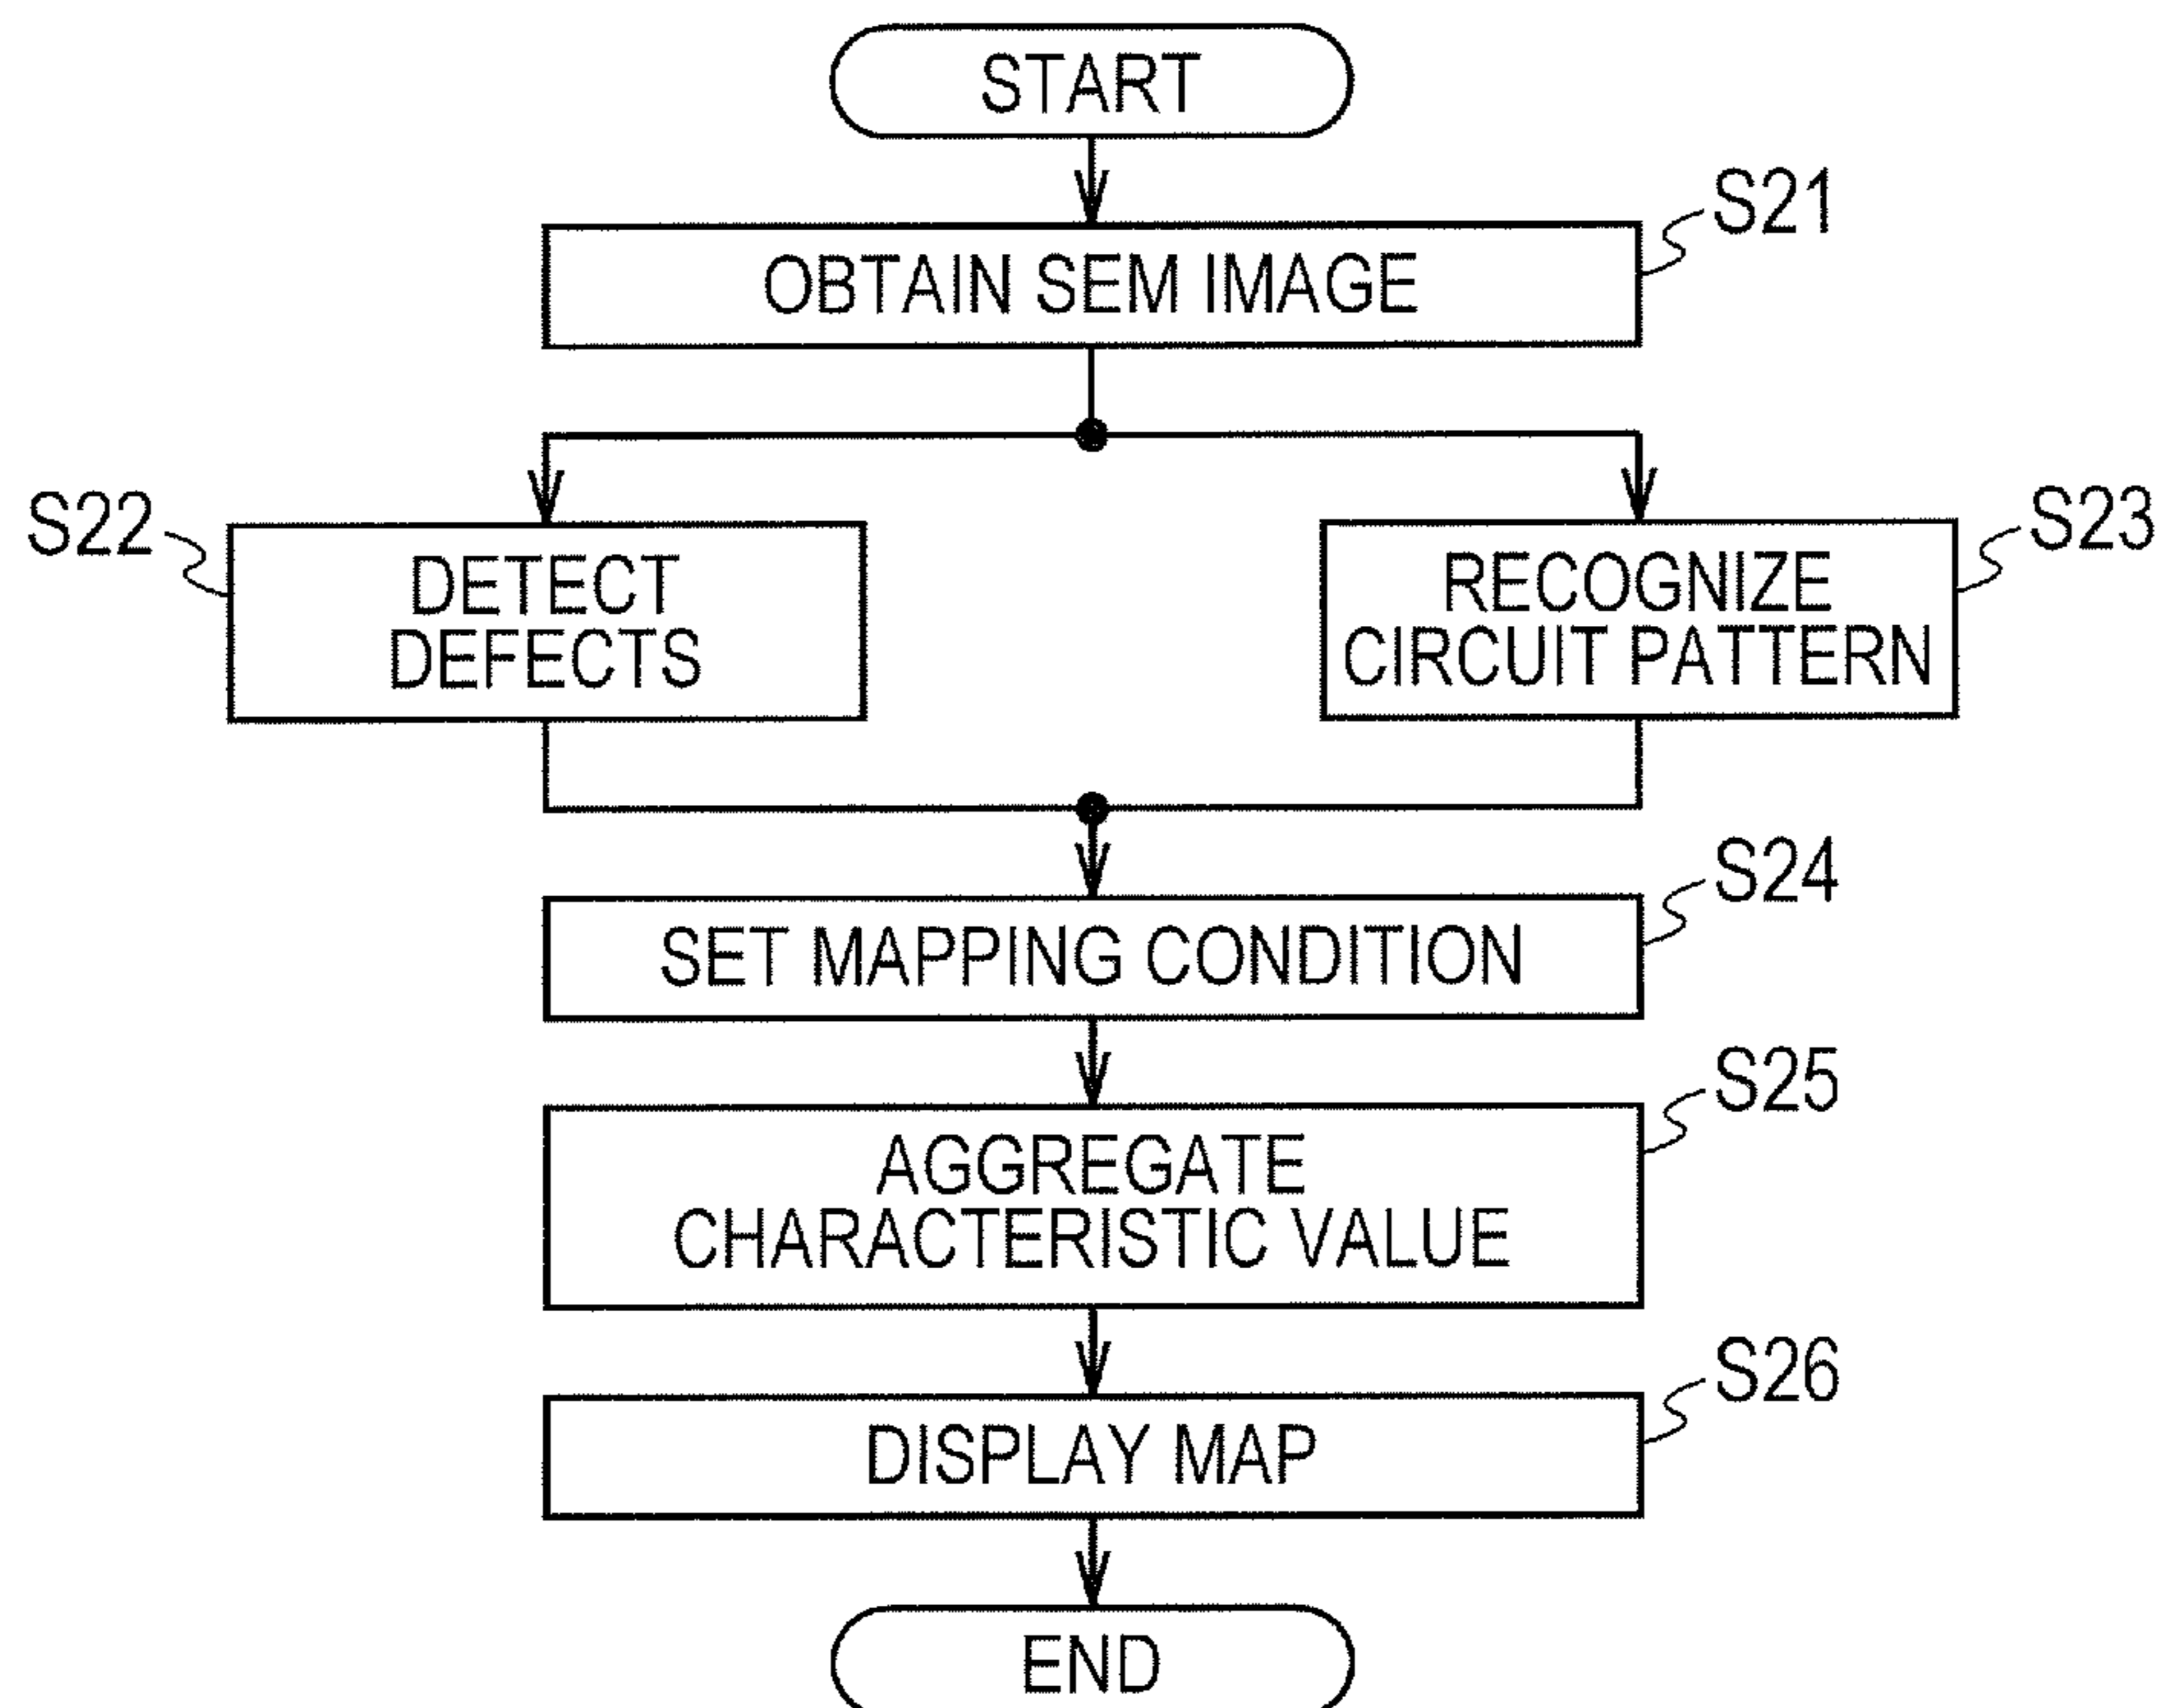 START
S21
OBTAIN SEM IMAGE
S22
DETECT
DEFECTS
S23
RECOGNIZE
CIRCUIT PATTERN
S24
SET MAPPING CONDITION
S25
AGGREGATE
CHARACTERISTIC VALUE
S26
DISPLAY MAP
END